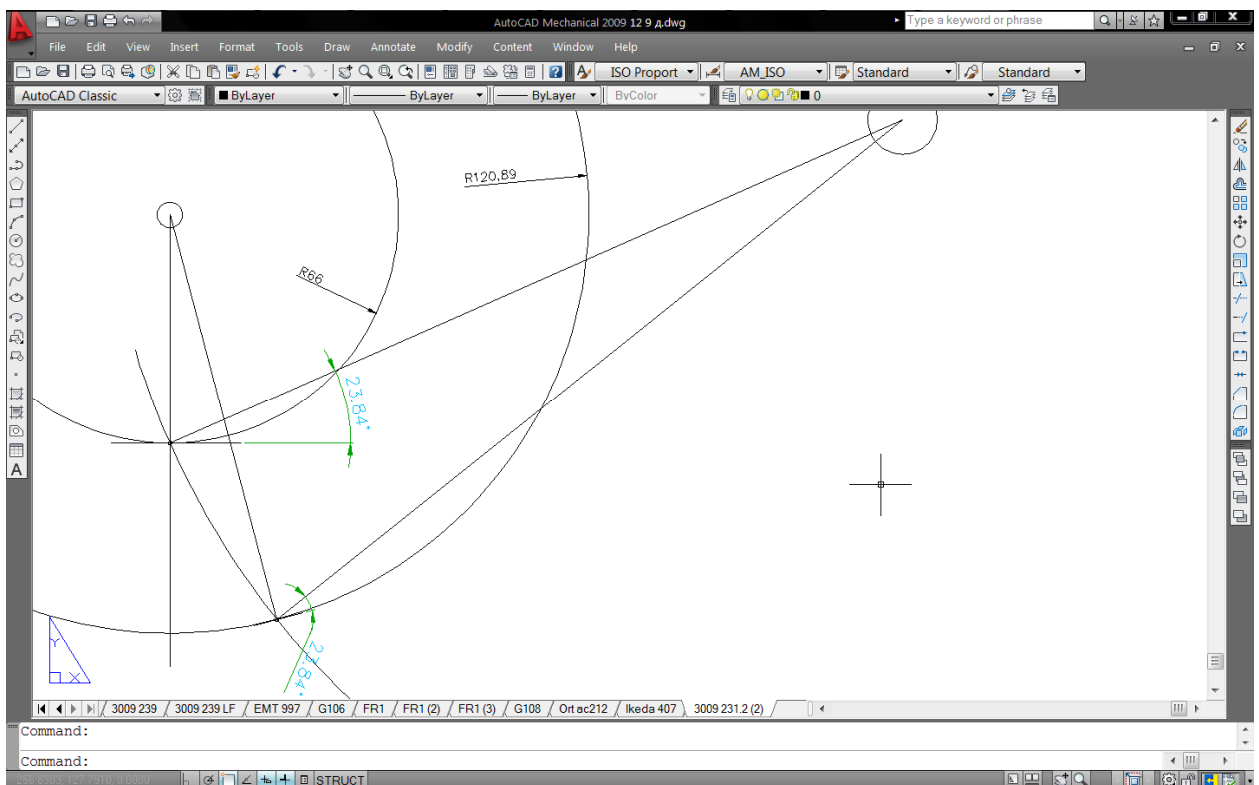 AutoCAD Mechanical 2009 12 9 д.dwg
Type a keyword or phrase
File Edit View Insert Format Tools Draw Annotate Modify Content Window Help
ISO Proport AM_ISO Standard Standard
AutoCAD Classic ByLayer ByLayer ByLayer ByColor 0
R120,89
R66
23.84°
23.84°
Y
X
3009 239 3009 239 LF EMT 997 G106 FR1 FR1 (2) FR1 (3) G108 Ort ac212 Ikeda 407 3009 231.2 (2)
Command:
Command:
STRUCT